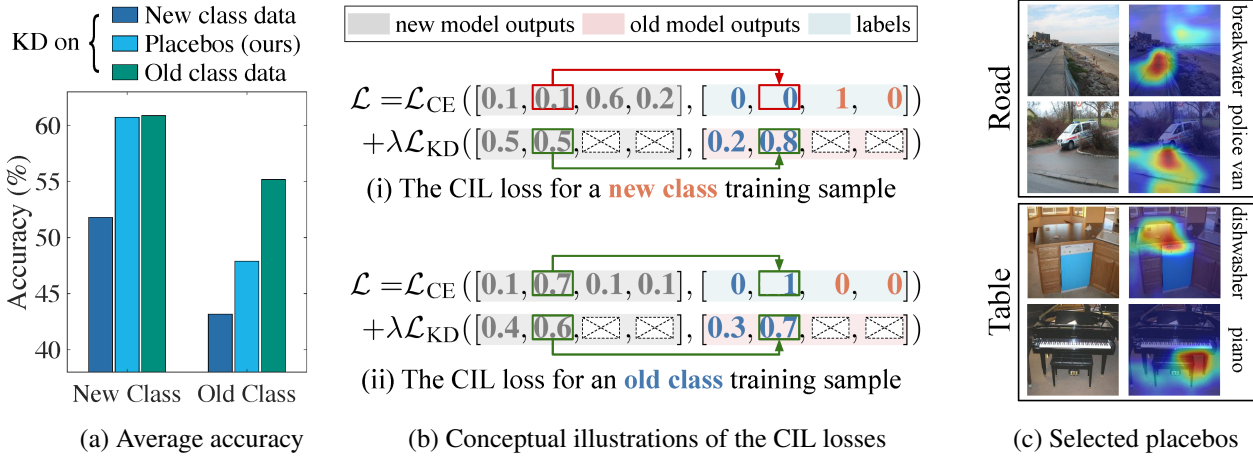 KD on
New class data
Placebos (ours)
Old class data
Accuracy (%)
60
55
50
45
40
New Class Old Class
(a) Average accuracy
new model outputs old model outputs labels
ℒ =ℒCE([0.1, 0.1, 0.6, 0.2], [0, 0, 1, 0])
+λℒKD([0.5, 0.5, , ], [0.2, 0.8, , ])
(i) The CIL loss for a new class training sample
ℒ =ℒCE([0.1, 0.7, 0.1, 0.1], [0, 1, 0, 0])
+λℒKD([0.4, 0.6, , ], [0.3, 0.7, , ])
(ii) The CIL loss for an old class training sample
(b) Conceptual illustrations of the CIL losses
Road
breakwater
police van
Table
dishwasher
piano
(c) Selected placebos